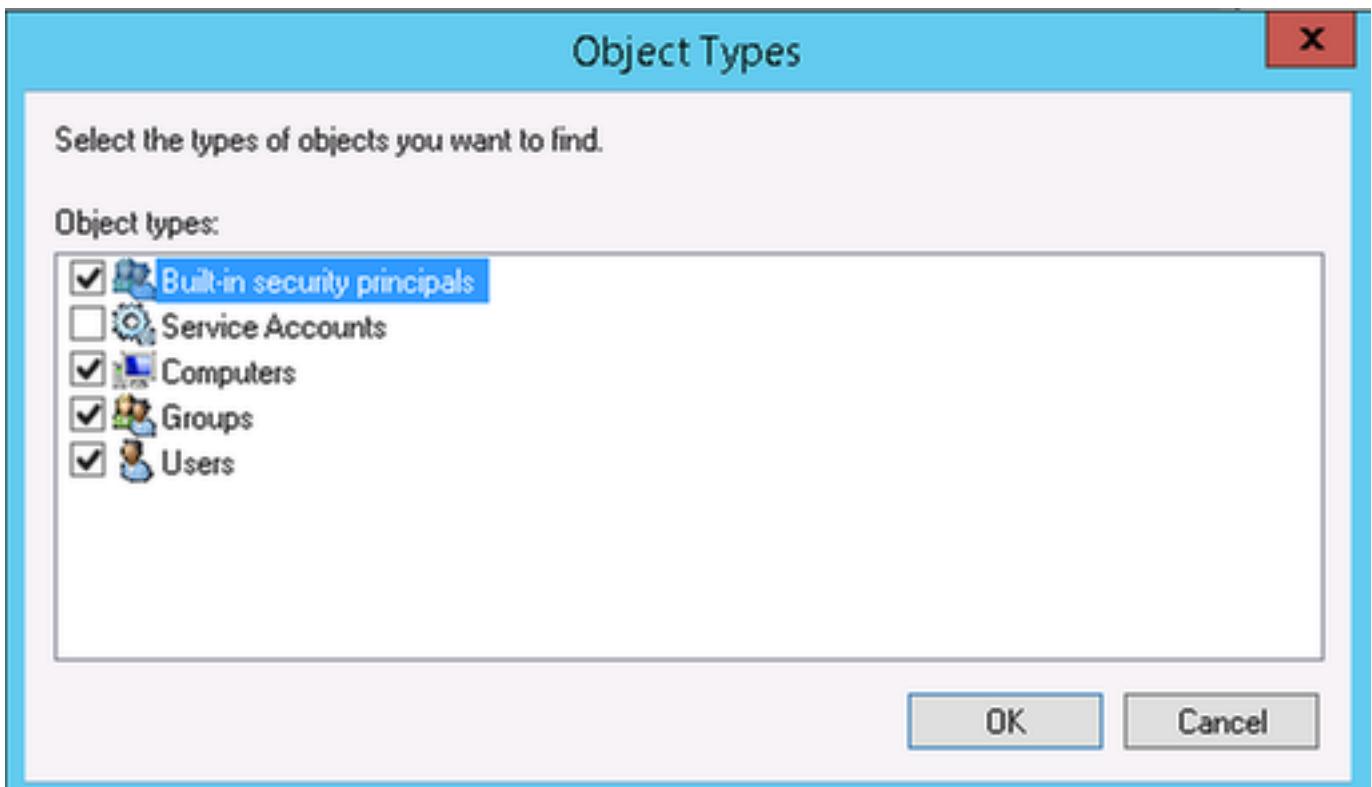 Object Types
x
Select the types of objects you want to find.
Object types:
Built-in security principals
Service Accounts
Computers
Groups
Users
OK
Cancel